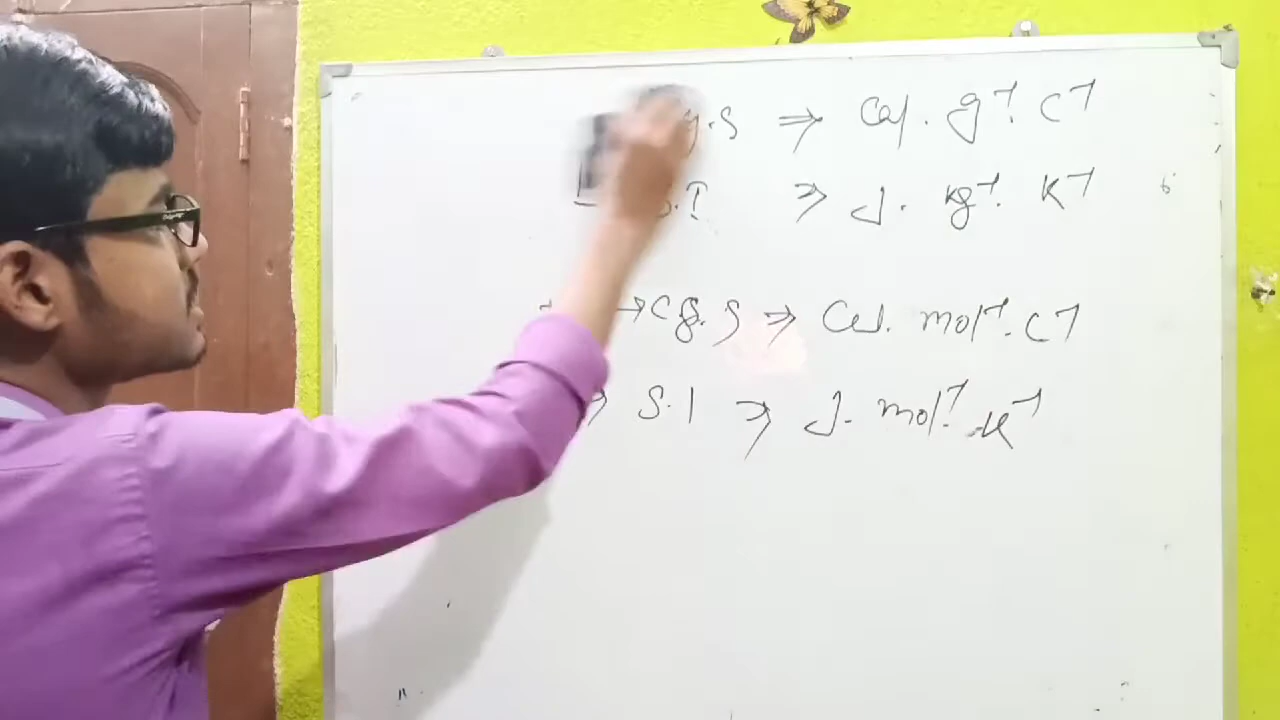 g.s ⇒ Cal. g⁻¹. C⁻¹
S.I ⇒ J. kg⁻¹. K⁻¹
→ C g. S ⇒ Cal. mol⁻¹. C⁻¹
⇒ S.I ⇒ J. mol⁻¹. K⁻¹